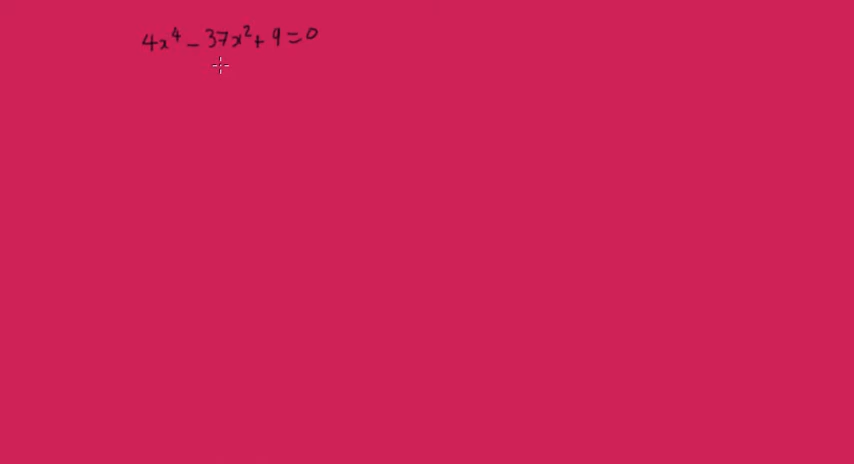 4x⁴ - 37x² + 9 = 0